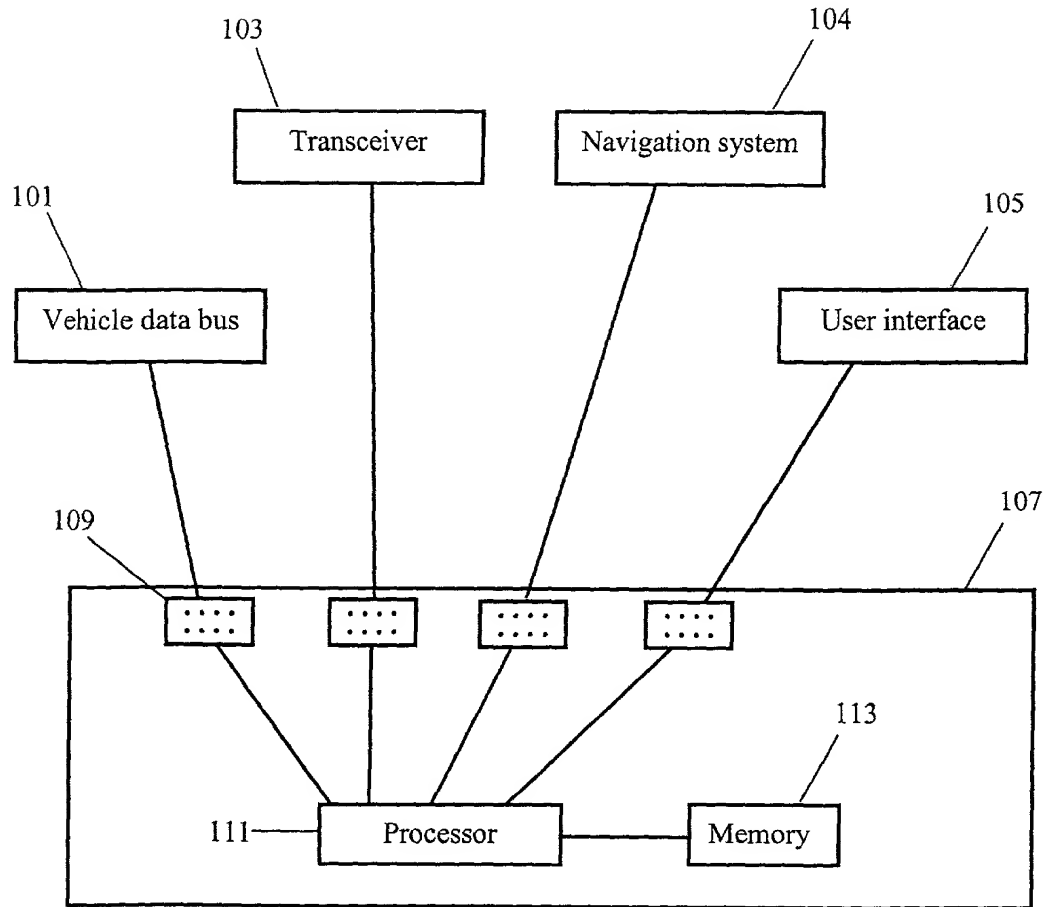 103
104
Transceiver
Navigation system
101
105
Vehicle data bus
User interface
109
107
113
111
Processor
Memory